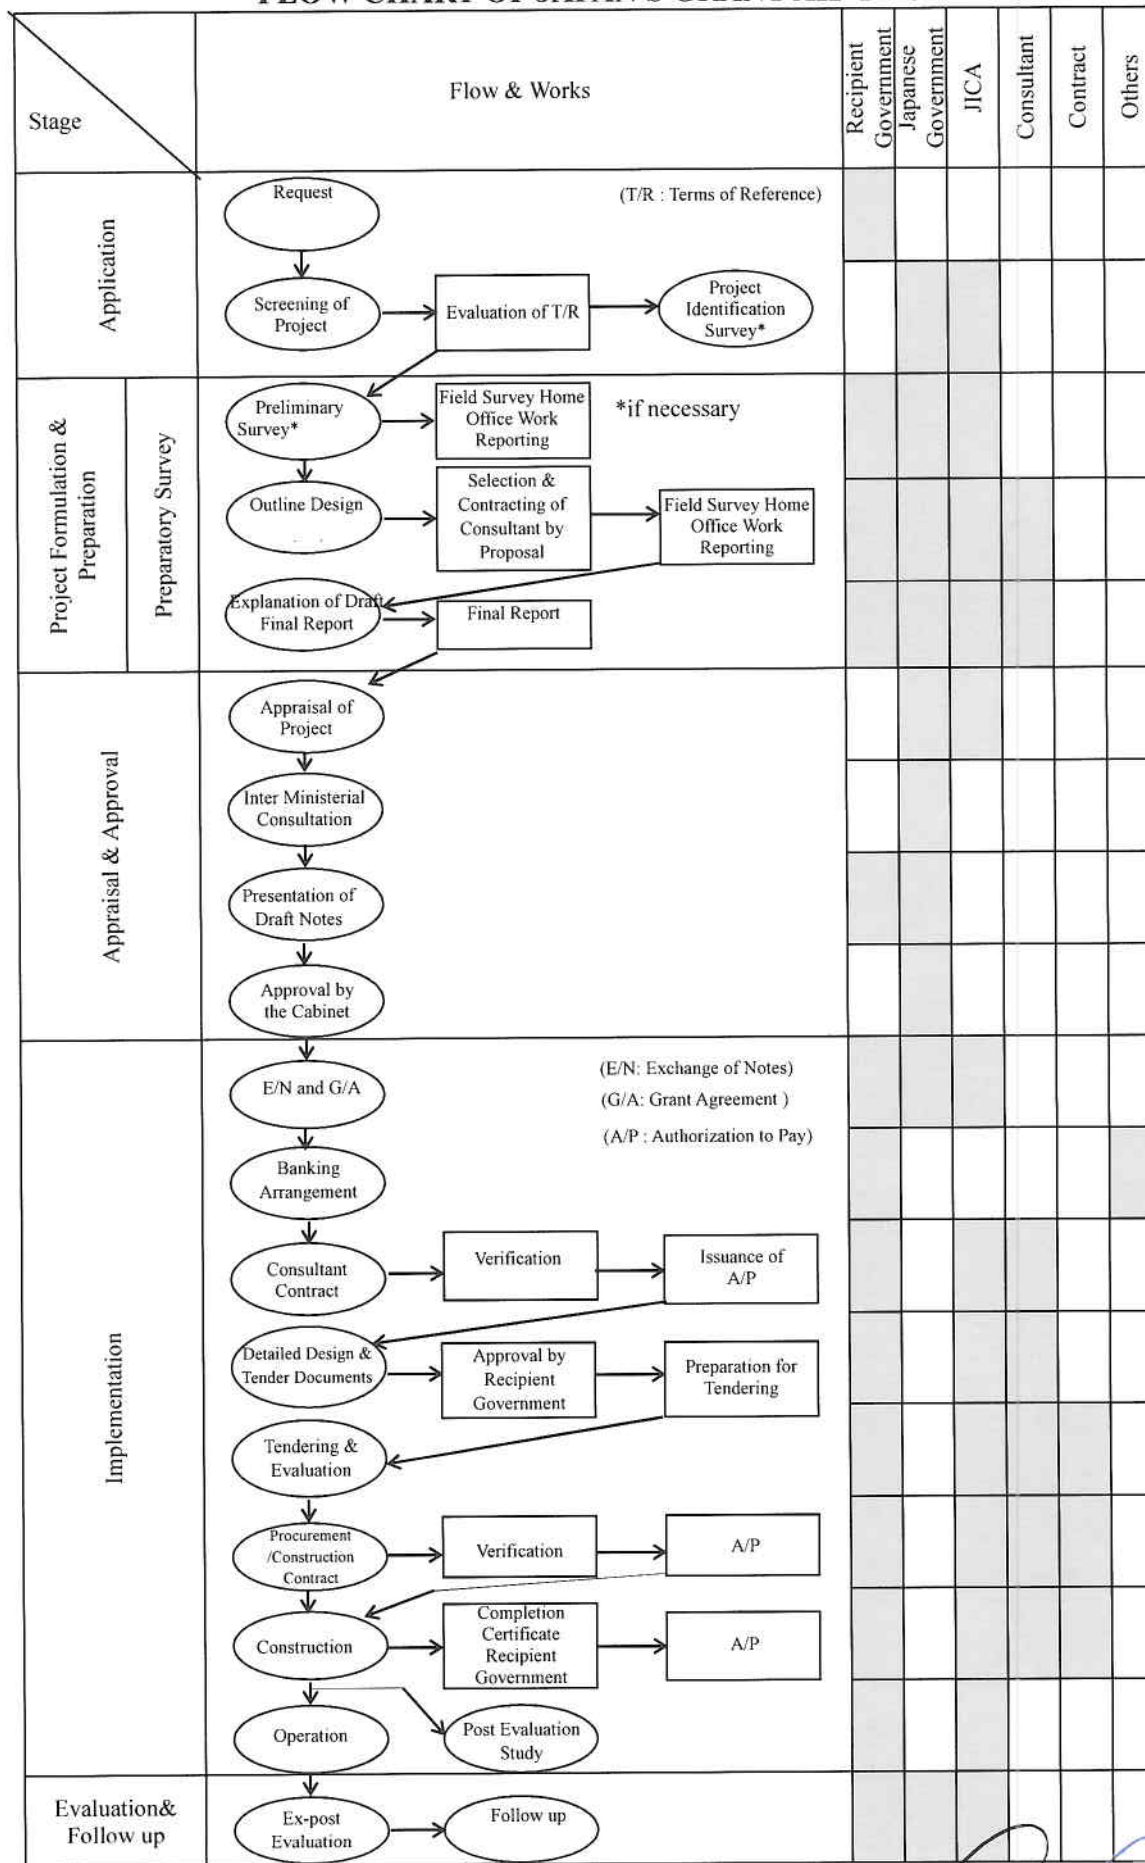 Stage
Flow & Works
Recipient
Government
Japanese
Government
JICA
Consultant
Contract
Others
Application
Request
(T/R : Terms of Reference)
Screening of
Project
Evaluation of T/R
Project
Identification
Survey*
Project Formulation &
Preparation
Preparatory Survey
Preliminary
Survey*
Field Survey Home
Office Work
Reporting
*if necessary
Outline Design
Selection &
Contracting of
Consultant by
Proposal
Field Survey Home
Office Work
Reporting
Explanation of Draft
Final Report
Final Report
Appraisal & Approval
Appraisal of
Project
Inter Ministerial
Consultation
Presentation of
Draft Notes
Approval by
the Cabinet
Implementation
E/N and G/A
(E/N: Exchange of Notes)
(G/A: Grant Agreement )
(A/P : Authorization to Pay)
Banking
Arrangement
Consultant
Contract
Verification
Issuance of
A/P
Detailed Design &
Tender Documents
Approval by
Recipient
Government
Preparation for
Tendering
Tendering &
Evaluation
Procurement
/Construction
Contract
Verification
A/P
Construction
Completion
Certificate
Recipient
Government
A/P
Operation
Post Evaluation
Study
Evaluation&
Follow up
Ex-post
Evaluation
Follow up